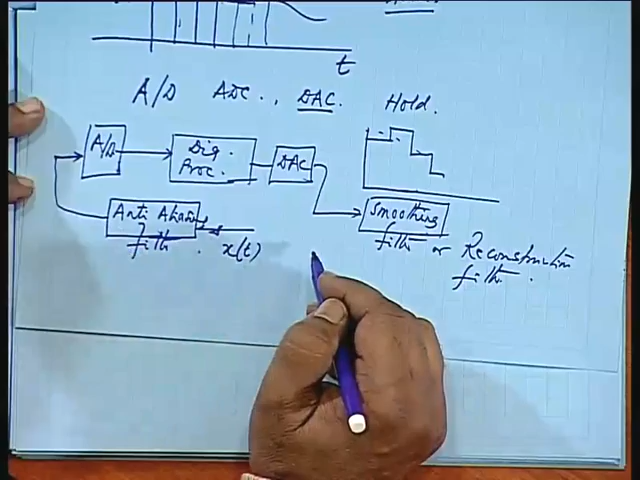 t
A/D ADC., DAC. Hold.
A/D Dig. Proc. DAC
Anti Aliasing filter. x(t)
Smoothing filter or Reconstruction filter.